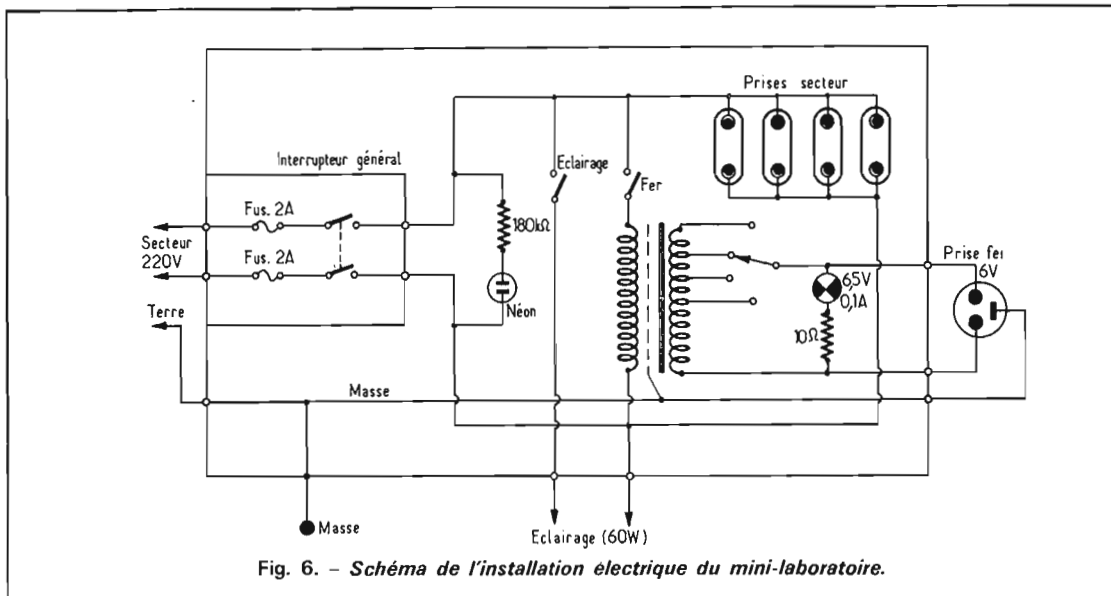 Prises secteur
Interrupteur général
Eclairage
Fer
Fus. 2A
180kΩ
Secteur
220V
Fus. 2A
Prise fer
6V
6,5V
0,1A
Néon
Terre
10Ω
Masse
Masse
Eclairage (60W)
Fig. 6. – Schéma de l'installation électrique du mini-laboratoire.